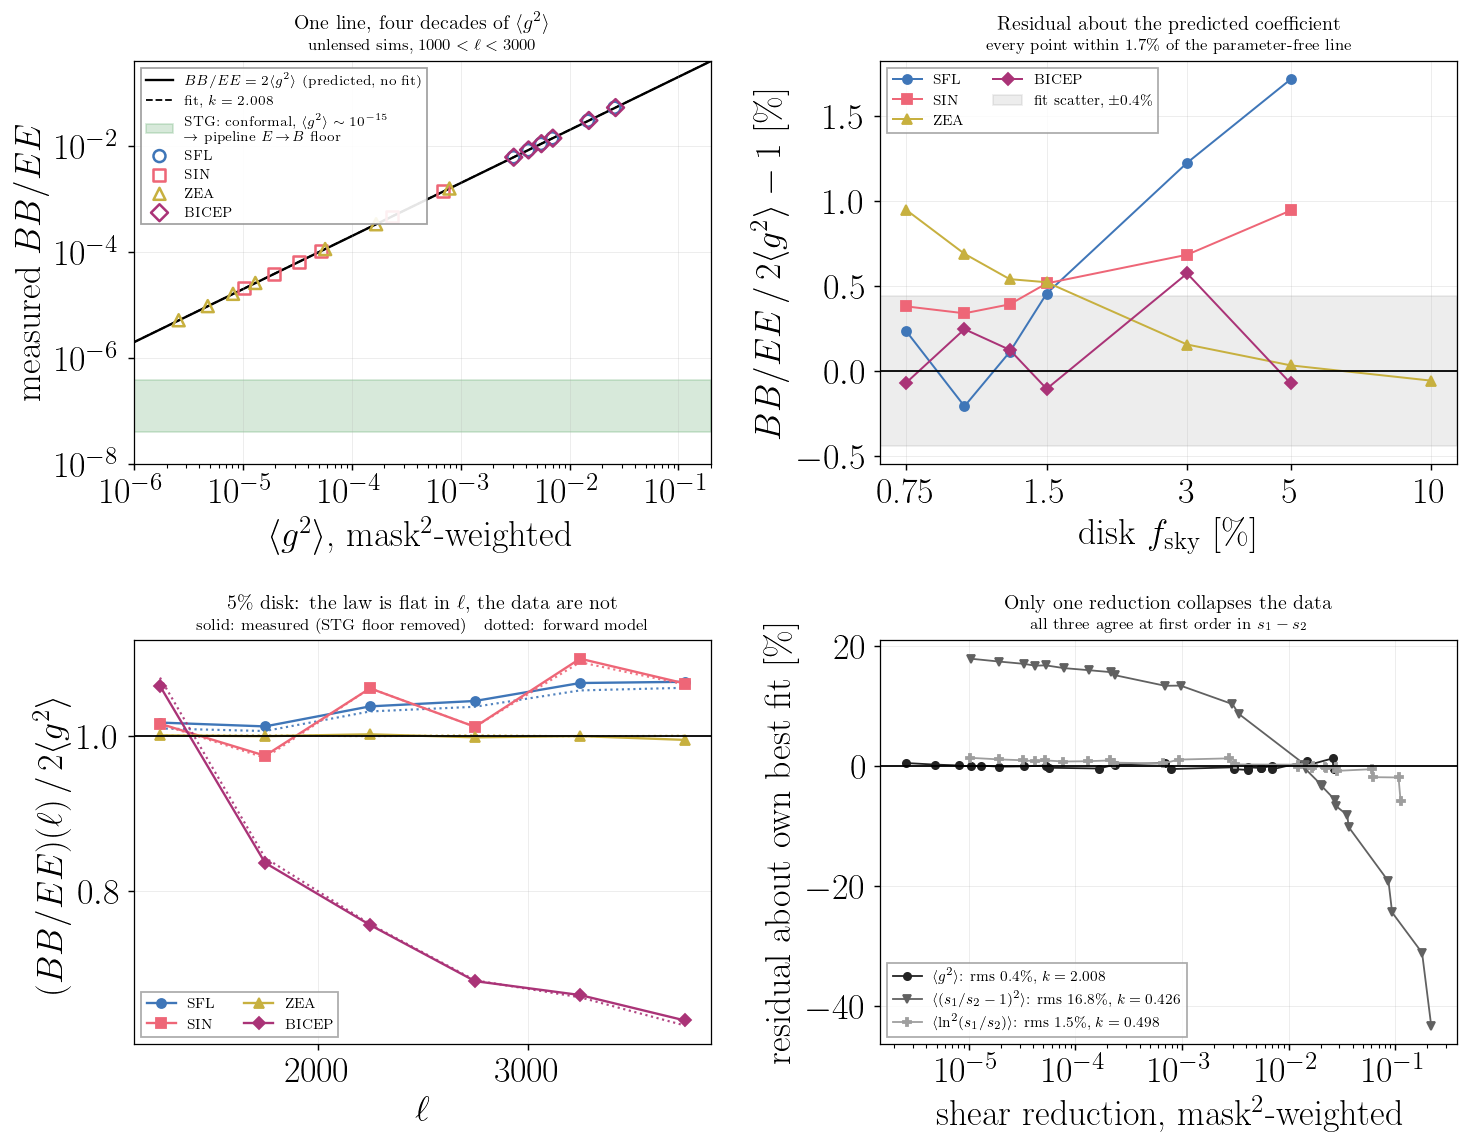 One line, four decades of ⟨g²⟩
unlensed sims, 1000 < ℓ < 3000
BB/EE = 2⟨g²⟩ (predicted, no fit)
fit, k = 2.008
STG: conformal, ⟨g²⟩ ∼ 10⁻¹⁵
→ pipeline E→B floor
SFL
SIN
ZEA
BICEP
measured BB/EE
10⁻²
10⁻⁴
10⁻⁶
10⁻⁸
10⁻⁶ 10⁻⁵ 10⁻⁴ 10⁻³ 10⁻² 10⁻¹
⟨g²⟩, mask²-weighted
Residual about the predicted coefficient
every point within 1.7% of the parameter-free line
SFL
SIN
ZEA
BICEP
fit scatter, ±0.4%
BB/EE / 2⟨g²⟩ − 1 [%]
1.5
1.0
0.5
0.0
−0.5
0.75 1.5 3 5 10
disk f_sky [%]
5% disk: the law is flat in ℓ, the data are not
solid: measured (STG floor removed) dotted: forward model
(BB/EE)(ℓ) / 2⟨g²⟩
1.0
0.8
SFL
SIN
ZEA
BICEP
2000 3000
ℓ
Only one reduction collapses the data
all three agree at first order in s₁ − s₂
residual about own best fit [%]
20
0
−20
−40
⟨g²⟩: rms 0.4%, k = 2.008
⟨(s₁/s₂ − 1)²⟩: rms 16.8%, k = 0.426
⟨ln²(s₁/s₂)⟩: rms 1.5%, k = 0.498
10⁻⁵ 10⁻⁴ 10⁻³ 10⁻² 10⁻¹
shear reduction, mask²-weighted